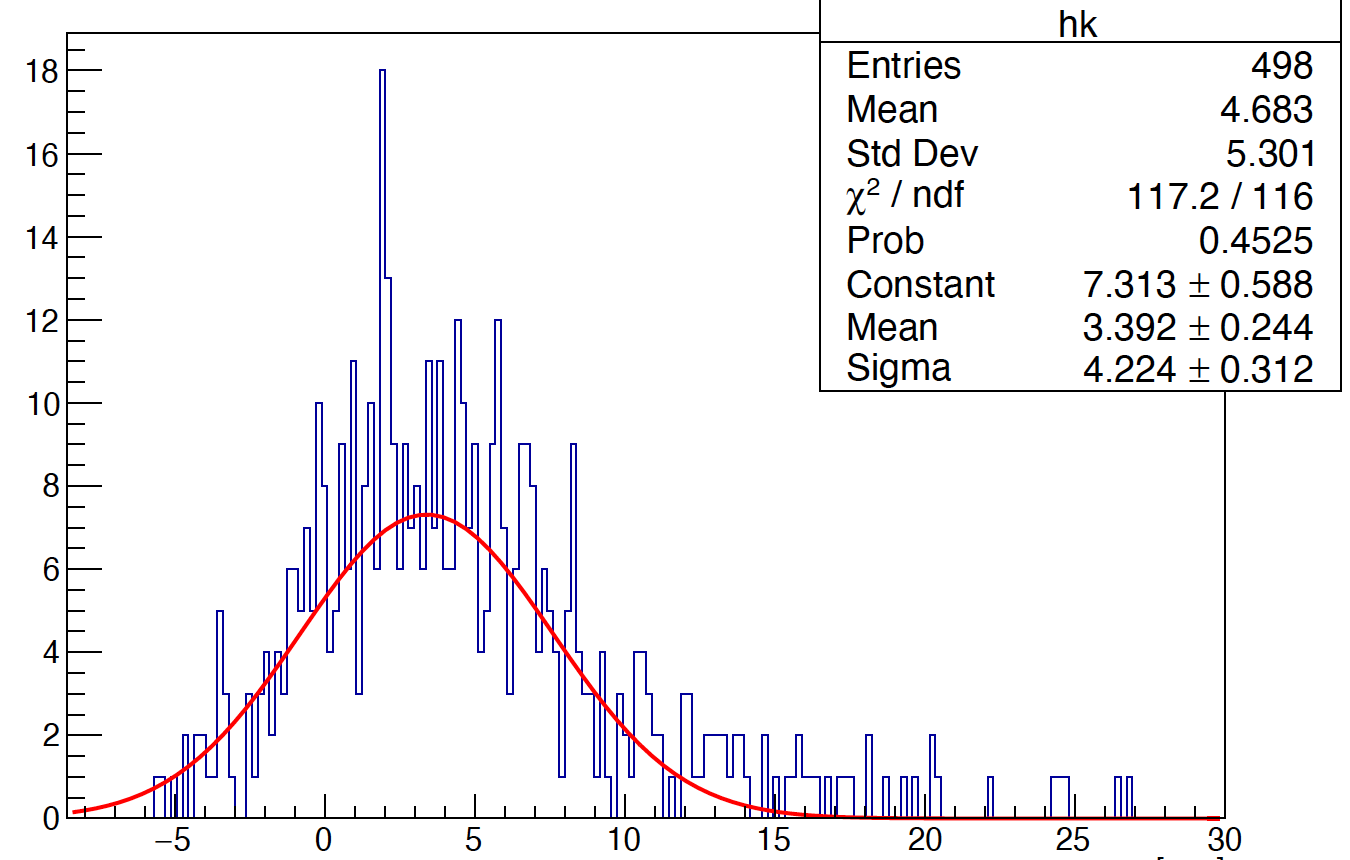 hk
Entries 498
Mean 4.683
Std Dev 5.301
χ² / ndf 117.2 / 116
Prob 0.4525
Constant 7.313 ± 0.588
Mean 3.392 ± 0.244
Sigma 4.224 ± 0.312
18
16
14
12
10
8
6
4
2
0
−5 0 5 10 15 20 25 30